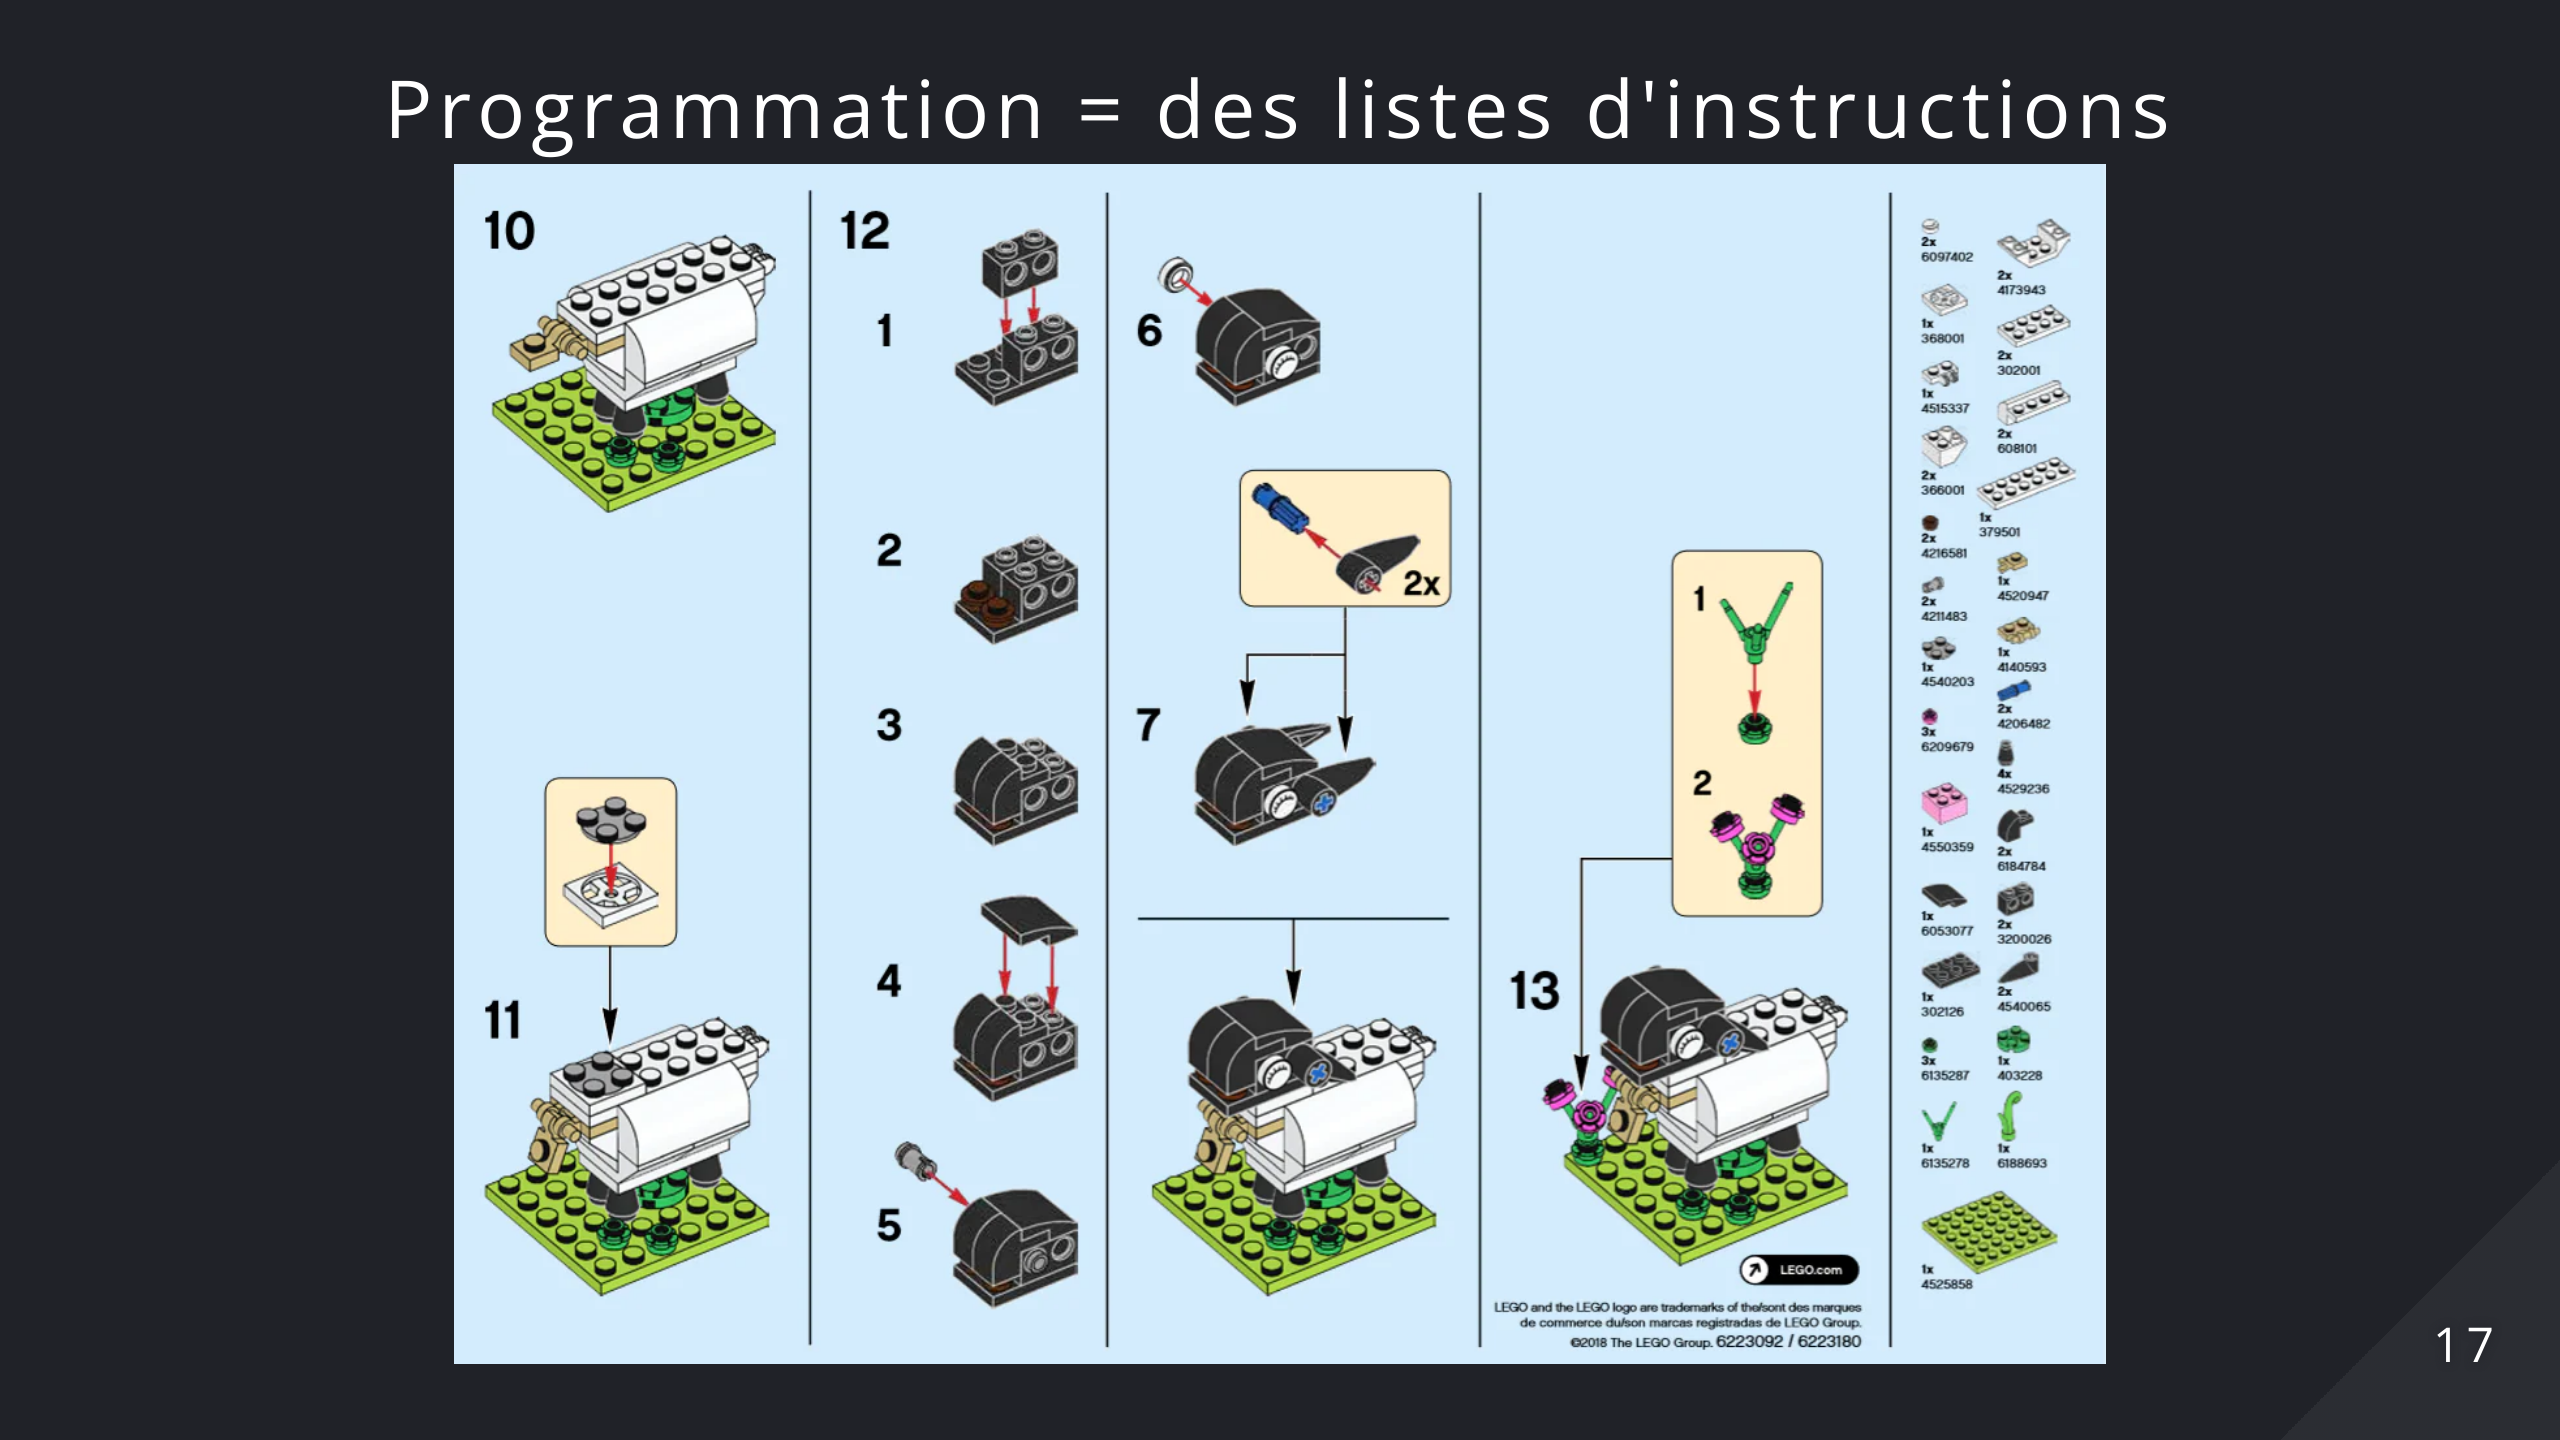 Programmation = des listes d'instructions
10
11
12
1
2
3
4
5
6
2x
7
1
2
13
LEGO.com
LEGO and the LEGO logo are trademarks of the/sont des marques
de commerce du/son marcas registradas de LEGO Group.
©2018 The LEGO Group. 6223092 / 6223180
2x
6097402
1x
368001
1x
4515337
2x
366001
2x
4216581
2x
4211483
1x
4540203
3x
6209679
1x
4550359
1x
6053077
1x
302126
3x
6135287
1x
6135278
1x
4525858
2x
4173943
2x
302001
2x
608101
1x
379501
1x
4520947
1x
4140593
2x
4206482
4x
4529236
2x
6184784
2x
3200026
2x
4540065
1x
403228
1x
6188693
17